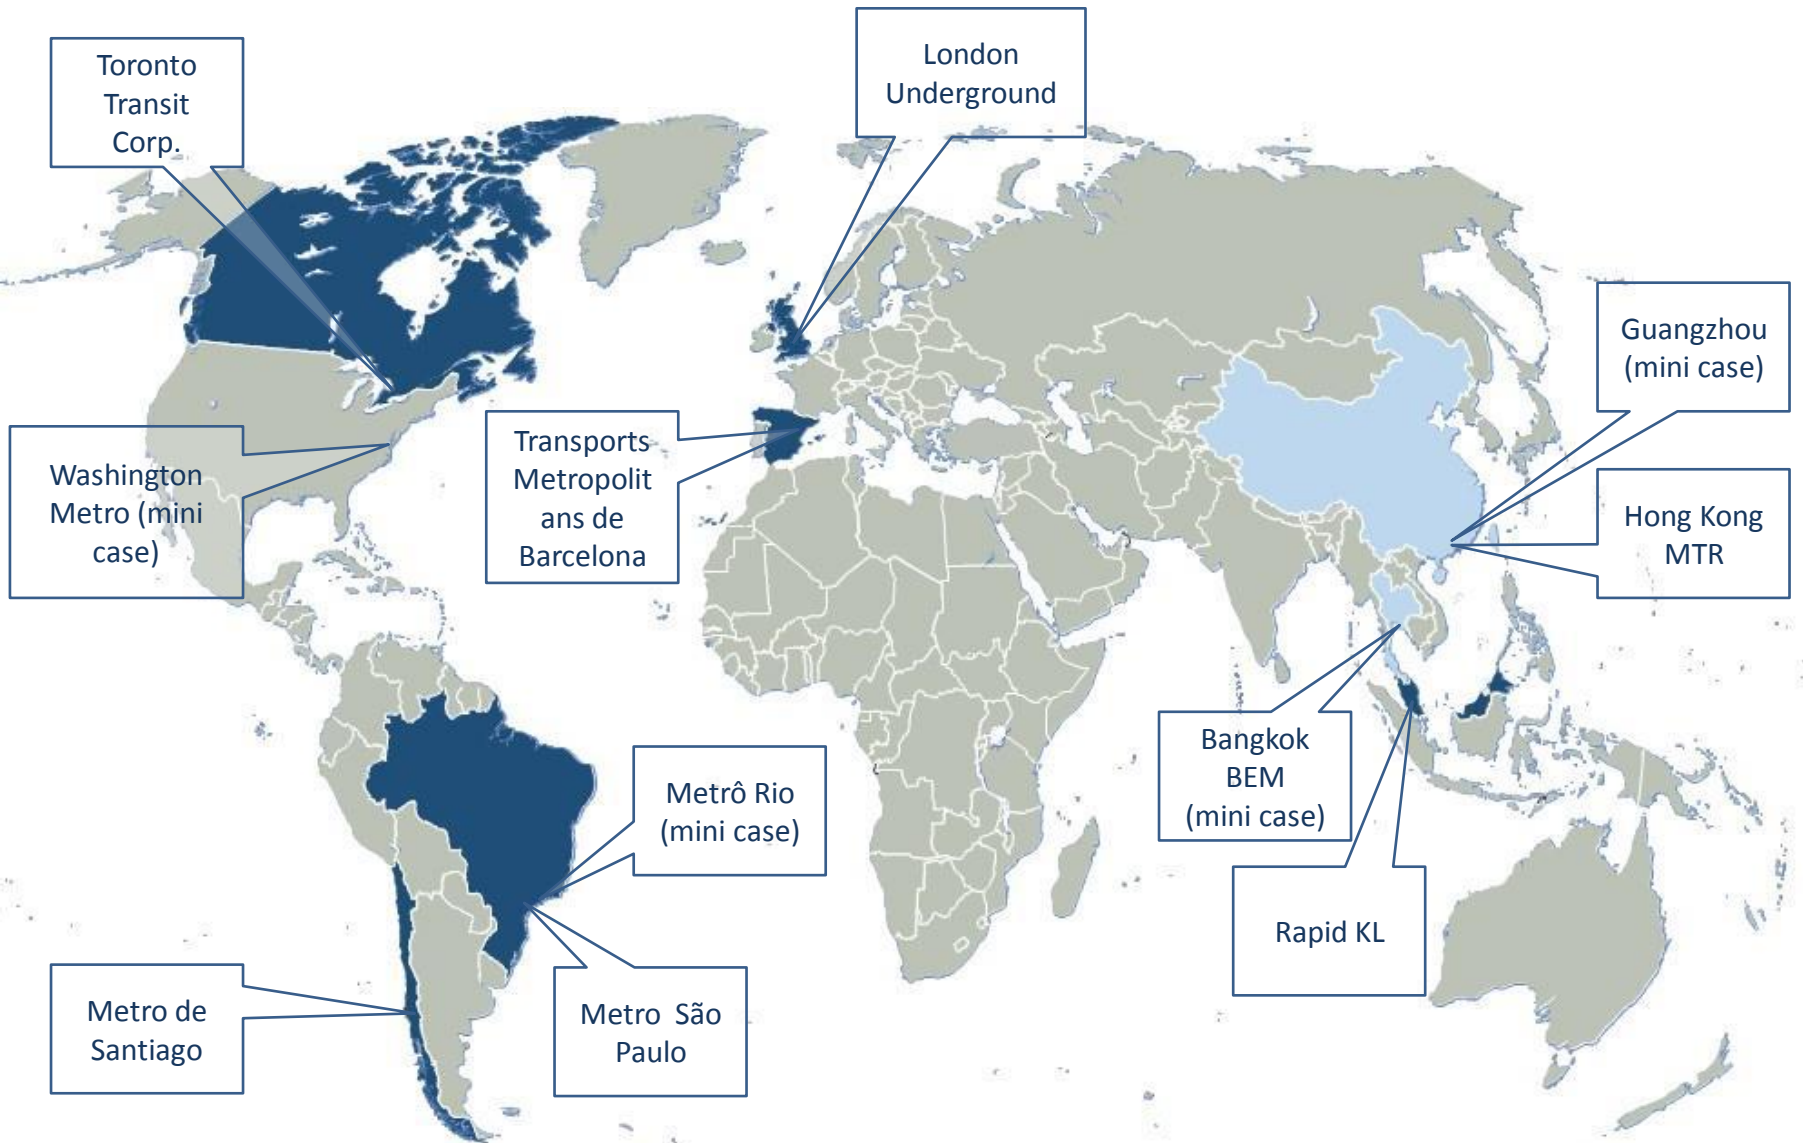 Toronto
Transit
Corp.
London
Underground
Guangzhou
(mini case)
Washington
Metro (mini
case)
Transports
Metropolit
ans de
Barcelona
Hong Kong
MTR
Bangkok
BEM
(mini case)
Metrô Rio
(mini case)
Rapid KL
Metro de
Santiago
Metro São
Paulo